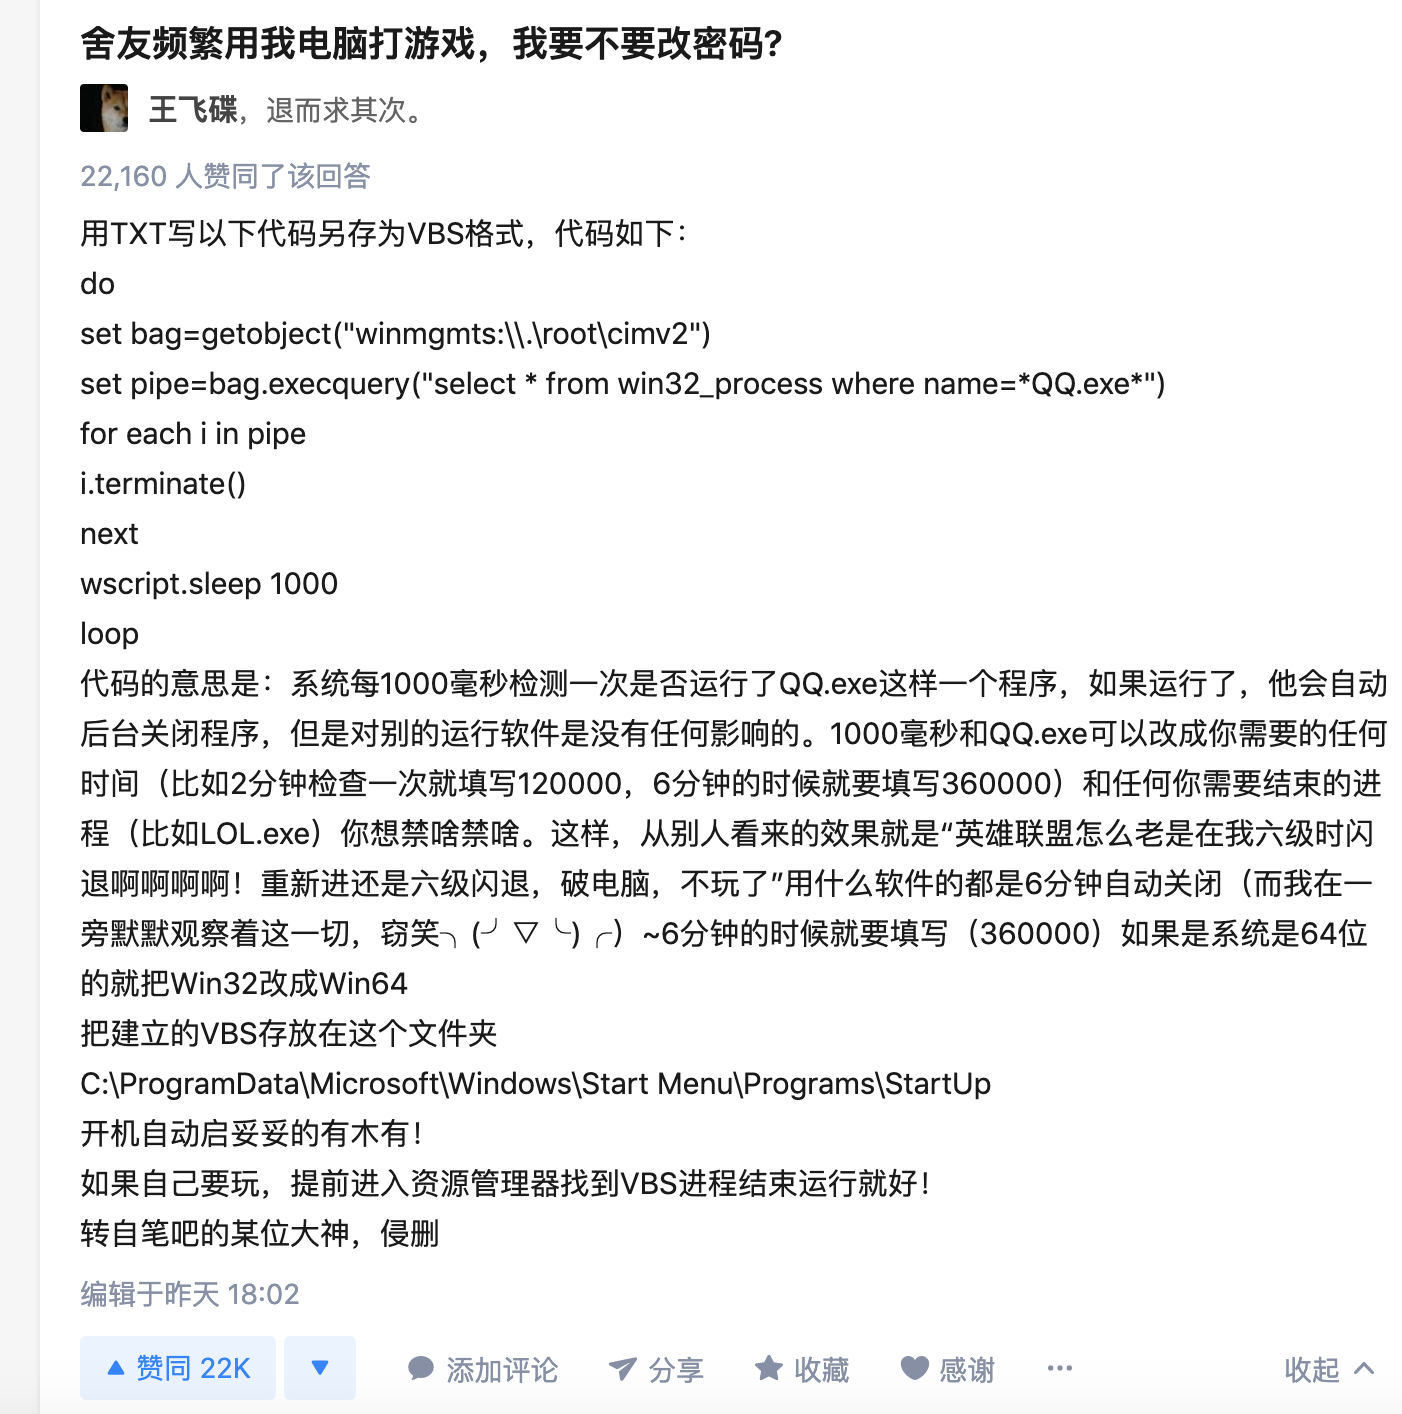 舍友频繁用我电脑打游戏，我要不要改密码?
王飞碟，退而求其次。
22,160 人赞同了该回答
用TXT写以下代码另存为VBS格式，代码如下：
do
set bag=getobject("winmgmts:\\.\root\cimv2")
set pipe=bag.execquery("select * from win32_process where name=*QQ.exe*")
for each i in pipe
i.terminate()
next
wscript.sleep 1000
loop
代码的意思是：系统每1000毫秒检测一次是否运行了QQ.exe这样一个程序，如果运行了，他会自动
后台关闭程序，但是对别的运行软件是没有任何影响的。1000毫秒和QQ.exe可以改成你需要的任何
时间（比如2分钟检查一次就填写120000，6分钟的时候就要填写360000）和任何你需要结束的进
程（比如LOL.exe）你想禁啥禁啥。这样，从别人看来的效果就是“英雄联盟怎么老是在我六级时闪
退啊啊啊啊！重新进还是六级闪退，破电脑，不玩了”用什么软件的都是6分钟自动关闭（而我在一
旁默默观察着这一切，窃笑╮(╯▽╰)╭）~6分钟的时候就要填写（360000）如果是系统是64位
的就把Win32改成Win64
把建立的VBS存放在这个文件夹
C:\ProgramData\Microsoft\Windows\Start Menu\Programs\StartUp
开机自动启妥妥的有木有！
如果自己要玩，提前进入资源管理器找到VBS进程结束运行就好！
转自笔吧的某位大神，侵删
编辑于昨天 18:02
赞同 22K 添加评论 分享 收藏 感谢 ··· 收起